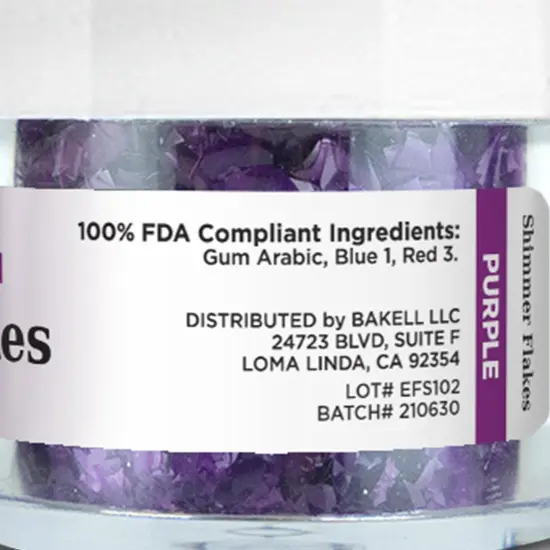 100% FDA Compliant Ingredients:
Gum Arabic, Blue 1, Red 3.
DISTRIBUTED by BAKELL LLC
24723 BLVD, SUITE F
LOMA LINDA, CA 92354
LOT# EFS102
BATCH# 210630
PURPLE
Shimmer Flakes